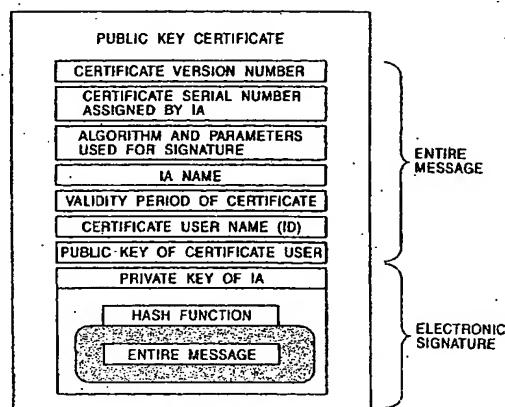 PUBLIC KEY CERTIFICATE
CERTIFICATE VERSION NUMBER
CERTIFICATE SERIAL NUMBER
ASSIGNED BY IA
ALGORITHM AND PARAMETERS
USED FOR SIGNATURE
IA NAME
VALIDITY PERIOD OF CERTIFICATE
CERTIFICATE USER NAME (ID)
PUBLIC KEY OF CERTIFICATE USER
ENTIRE
MESSAGE
PRIVATE KEY OF IA
HASH FUNCTION
ENTIRE MESSAGE
ELECTRONIC
SIGNATURE